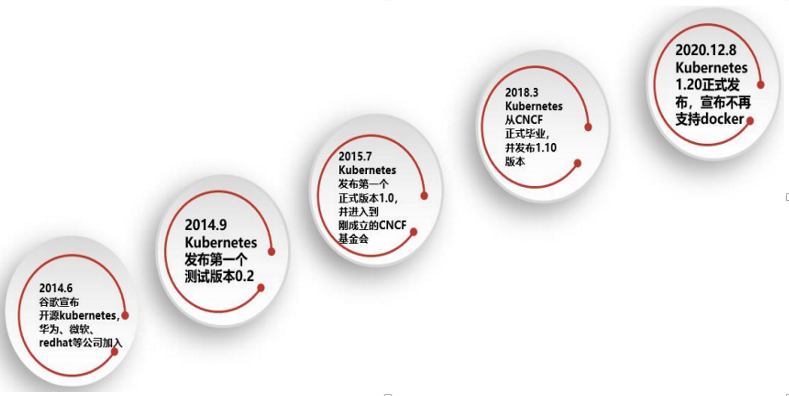 2014.6
谷歌宣布
开源kubernetes，
华为、微软、
redhat等公司加入
2014.9
Kubernetes
发布第一个
测试版本0.2
2015.7
Kubernetes
发布第一个
正式版本1.0，
并进入到
刚成立的CNCF
基金会
2018.3
Kubernetes
从CNCF
正式毕业，
并发布1.10
版本
2020.12.8
Kubernetes
1.20正式发
布，宣布不再
支持docker